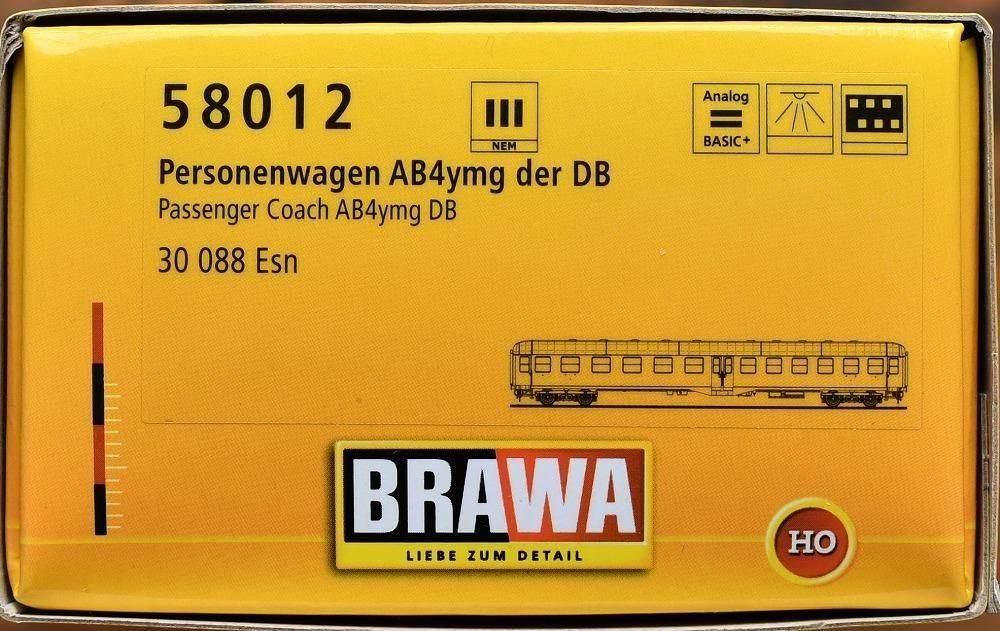 58012
III
NEM
Analog
BASIC+
Personenwagen AB4ymg der DB
Passenger Coach AB4ymg DB
30 088 Esn
BRAWA
LIEBE ZUM DETAIL
HO